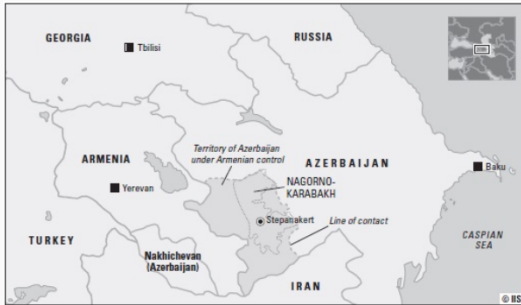 GEORGIA
RUSSIA
Tbilisi
Territory of Azerbaijan
under Armenian control
ARMENIA
AZERBAIJAN
Baku
NAGORNO-
KARABAKH
Yerevan
Stepanakert
Line of contact
TURKEY
CASPIAN
SEA
Nakhichevan
(Azerbaijan)
IRAN